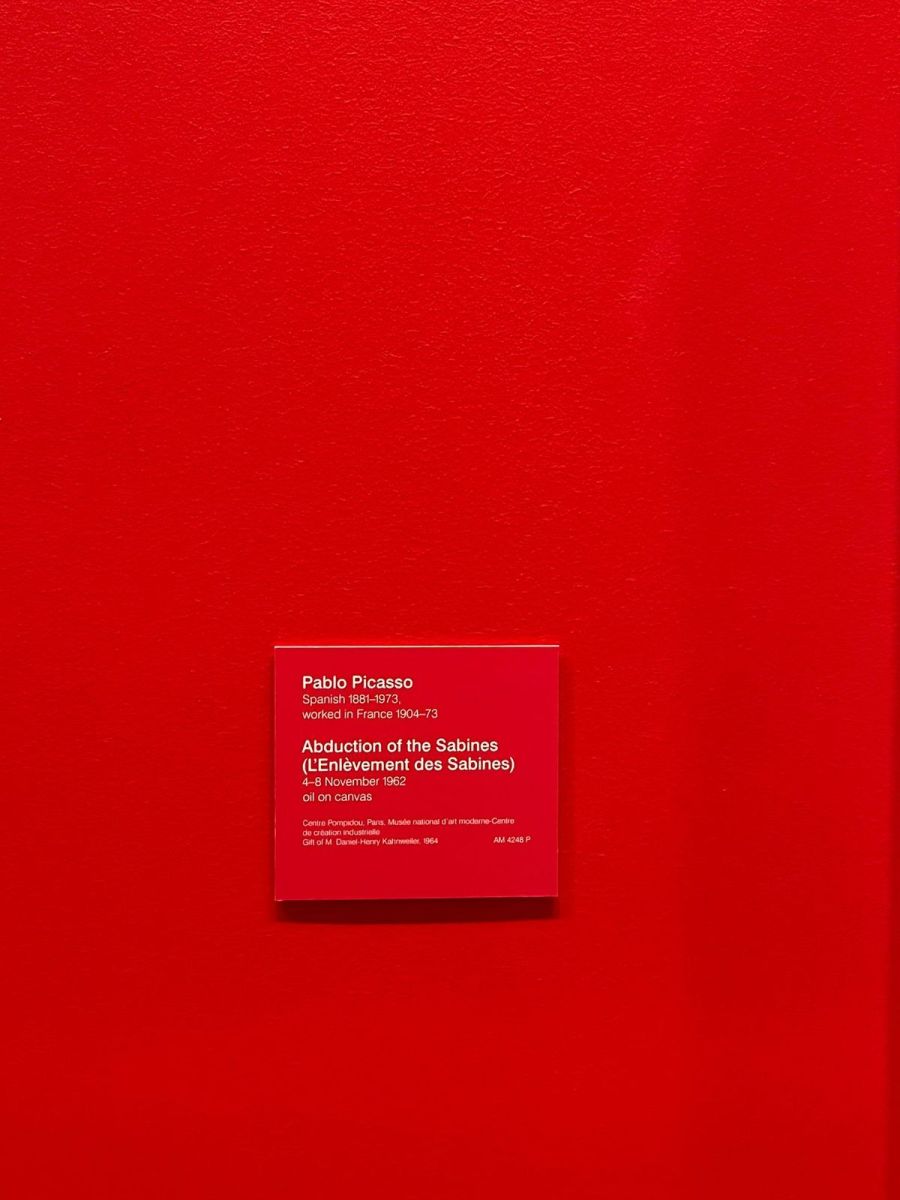 Pablo Picasso
Spanish 1881–1973,
worked in France 1904–73
Abduction of the Sabines
(L'Enlèvement des Sabines)
4–8 November 1962
oil on canvas
Centre Pompidou, Paris, Musée national d'art moderne-Centre
de création industrielle
Gift of M. Daniel-Henry Kahnweiler, 1964 AM 4248 P